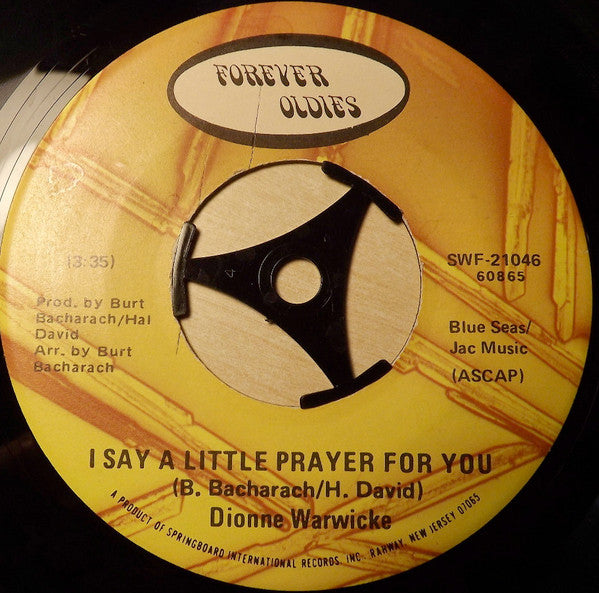 FOREVER
OLDIES
(3:35)
Prod. by Burt
Bacharach/Hal
David
Arr. by Burt
Bacharach
4
SWF-21046
60865
Blue Seas/
Jac Music
(ASCAP)
I SAY A LITTLE PRAYER FOR YOU
(B. Bacharach/H. David)
Dionne Warwicke
A PRODUCT OF SPRINGBOARD INTERNATIONAL RECORDS, INC., RAHWAY, NEW JERSEY 07065